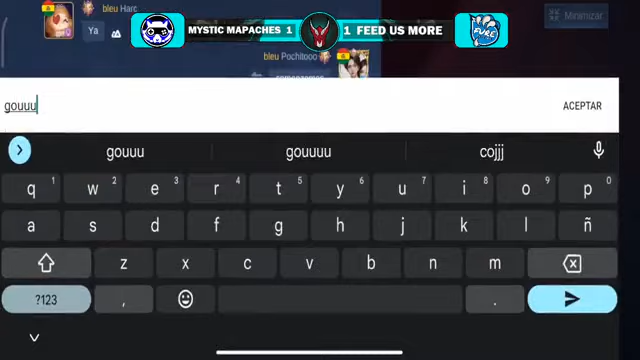 bleu Harc
Ya
MYSTIC MAPACHES 1
1 FEED US MORE
FURE
Minimizar
bleu Pochitooo
gouuu
ACEPTAR
gouuu gouuuu cojjj
q 1 w 2 e 3 r 4 t 5 y 6 u 7 i 8 o 9 p 0
a s d f g h j k l ñ
z x c v b n m
?123 , .